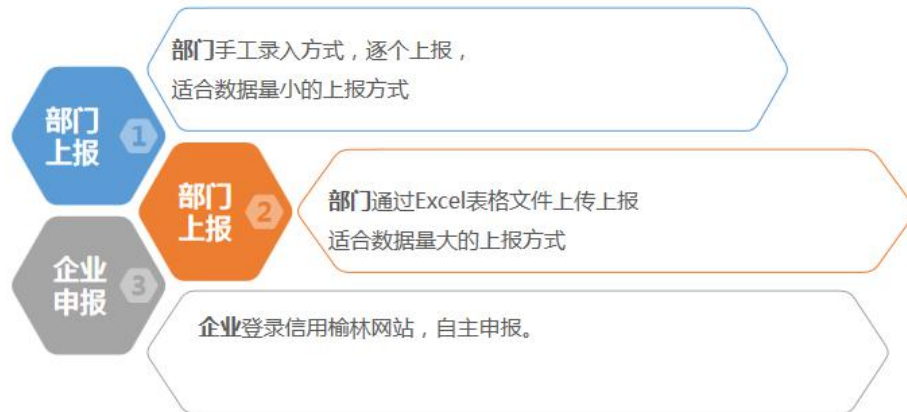 部门
上报
1
部门手工录入方式，逐个上报，
适合数据量小的上报方式
部门
上报
2
部门通过Excel表格文件上传上报
适合数据量大的上报方式
企业
申报
3
企业登录信用榆林网站，自主申报。